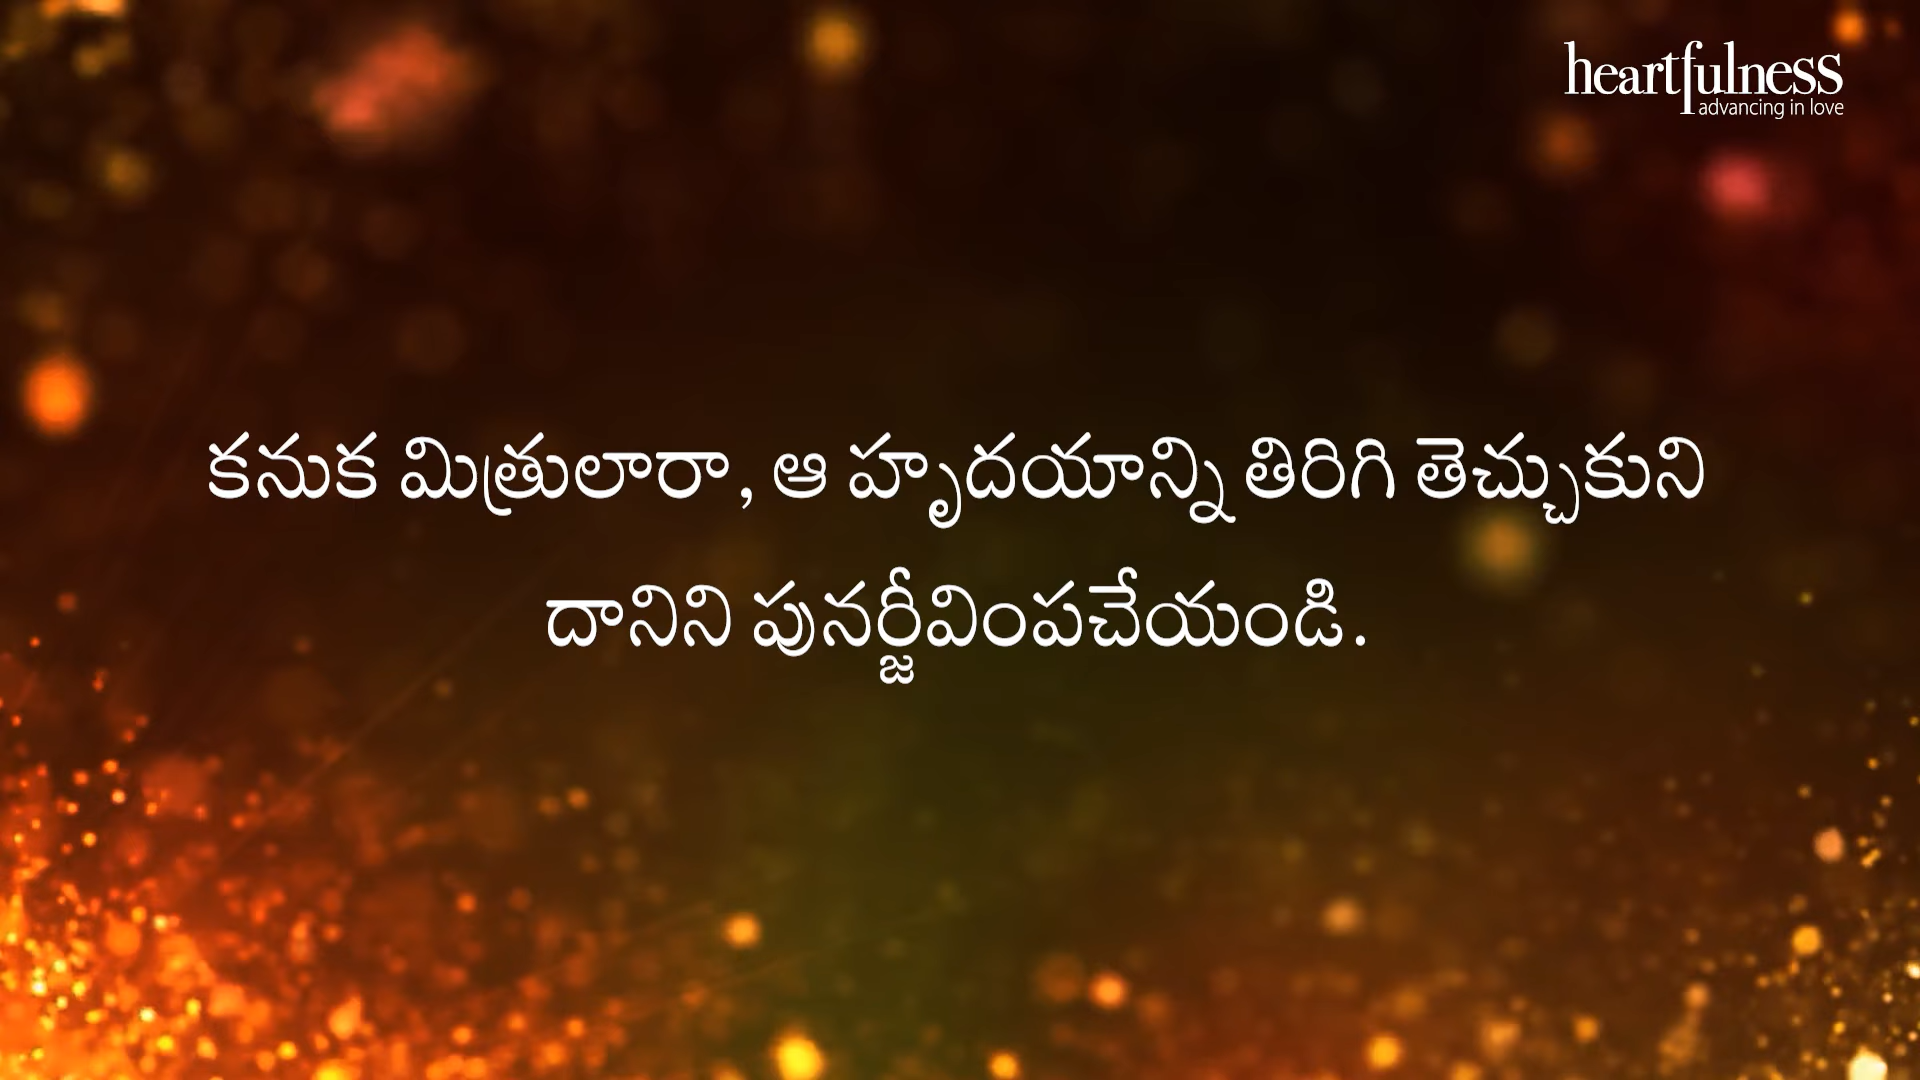 heartfulness
advancing in love
కనుక మిత్రులారా, ఆ హృదయాన్ని తిరిగి తెచ్చుకుని
దానిని పునర్జీవింపచేయండి.